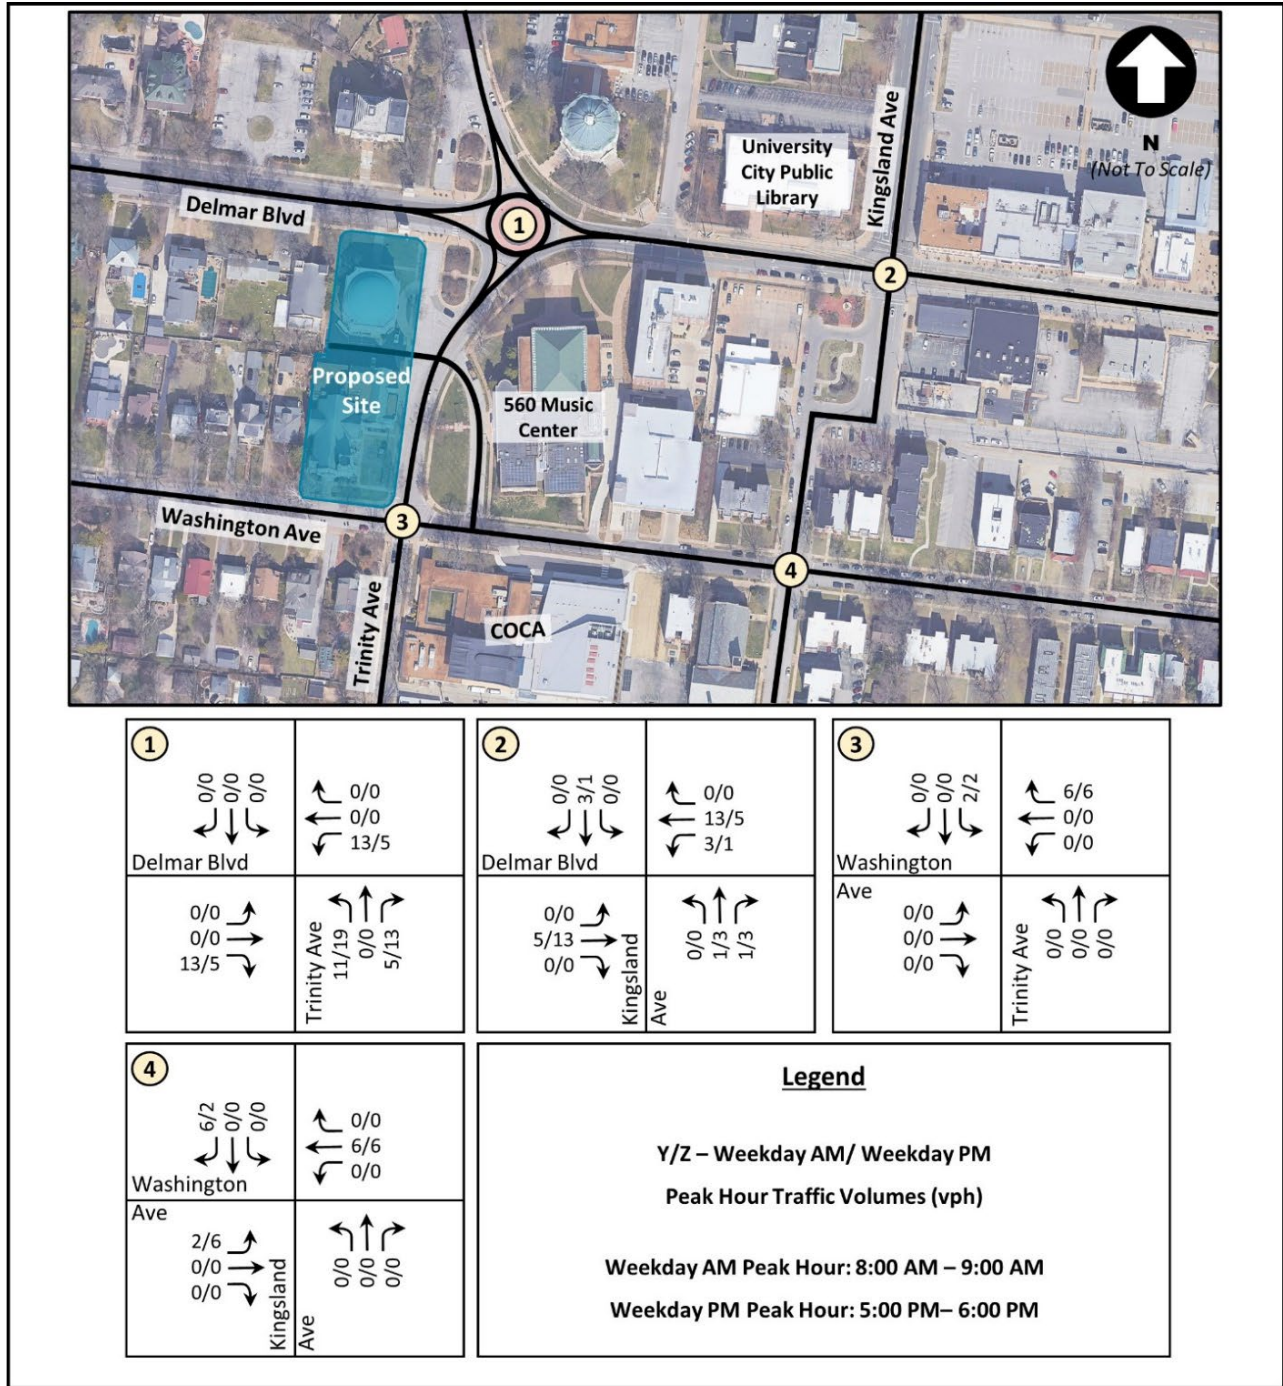 N
(Not To Scale)
Kingsland Ave
University
City Public
Library
Delmar Blvd
1
2
Proposed
Site
560 Music
Center
Washington Ave
3
4
Trinity Ave
COCA
1
0/0
0/0
0/0
0/0
0/0
13/5
Delmar Blvd
0/0
0/0
13/5
Trinity Ave
11/19
0/0
5/13
2
0/0
3/1
0/0
0/0
13/5
3/1
Delmar Blvd
0/0
5/13
0/0
Kingsland
Ave
0/0
1/3
1/3
3
0/0
0/0
2/2
6/6
0/0
0/0
Washington
Ave
0/0
0/0
0/0
Trinity Ave
0/0
0/0
0/0
4
6/2
0/0
0/0
0/0
6/6
0/0
Washington
Ave
2/6
0/0
0/0
Kingsland
Ave
0/0
0/0
0/0
Legend
Y/Z – Weekday AM/ Weekday PM
Peak Hour Traffic Volumes (vph)
Weekday AM Peak Hour: 8:00 AM – 9:00 AM
Weekday PM Peak Hour: 5:00 PM– 6:00 PM